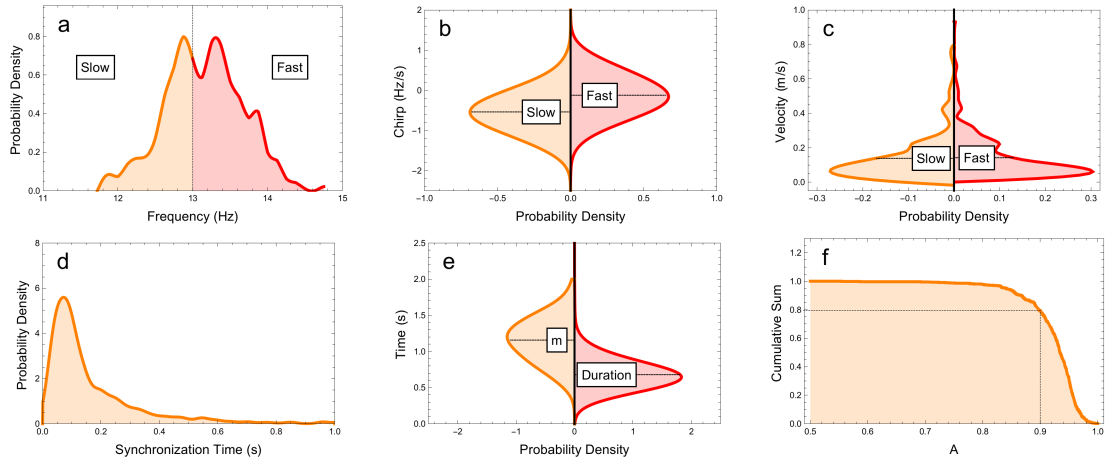 a
Slow
Fast
Probability Density
0.0
0.2
0.4
0.6
0.8
11
12
13
14
15
Frequency (Hz)
b
Slow
Fast
Chirp (Hz/s)
2
1
0
−1
−2
−1.0
−0.5
0.0
0.5
1.0
Probability Density
c
Slow
Fast
Velocity (m/s)
1.0
0.8
0.6
0.4
0.2
0.0
−0.3
−0.2
−0.1
0.0
0.1
0.2
0.3
Probability Density
d
Probability Density
8
6
4
2
0
0.0
0.2
0.4
0.6
0.8
1.0
Synchronization Time (s)
e
m
Duration
Time (s)
2.5
2.0
1.5
1.0
0.5
0.0
−2
−1
0
1
2
Probability Density
f
Cumulative Sum
1.2
1.0
0.8
0.6
0.4
0.2
0.0
0.5
0.6
0.7
0.8
0.9
1.0
A